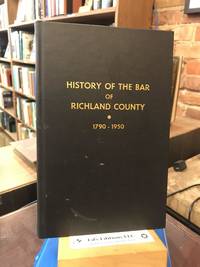 HISTORY OF THE BAR
OF
RICHLAND COUNTY
1790 - 1950